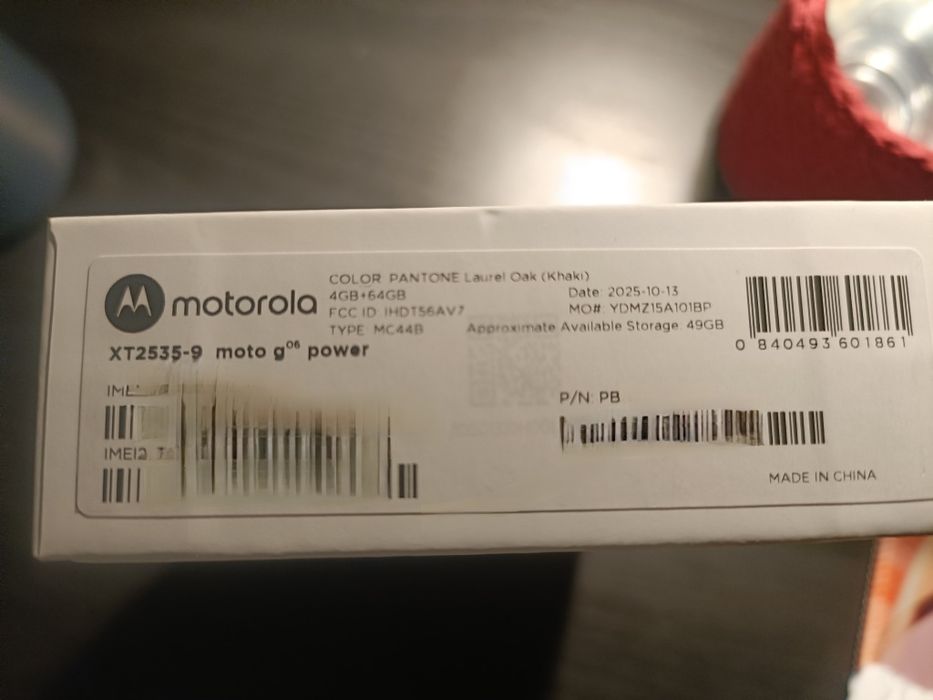 motorola
COLOR PANTONE Laurel Oak (Khaki)
4GB+64GB
FCC ID IHDT56AV7
TYPE MC44B
Date: 2025-10-13
MO#: YDMZ15A101BP
Approximate Available Storage: 49GB
0 840493 601861
XT2535-9 moto g06 power
IMEI2
P/N: PB
MADE IN CHINA